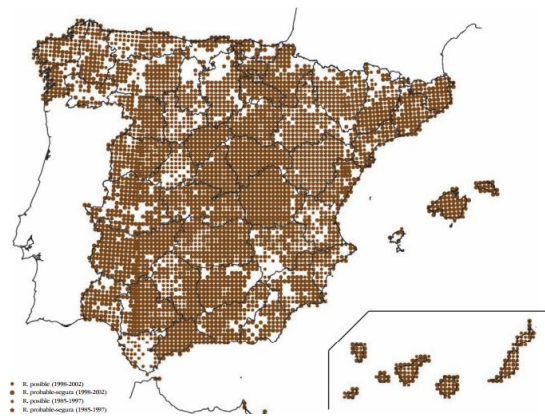 R. posible (1998-2002)
R. probable-segura (1998-2002)
R. posible (1985-1997)
R. probable-segura (1985-1997)